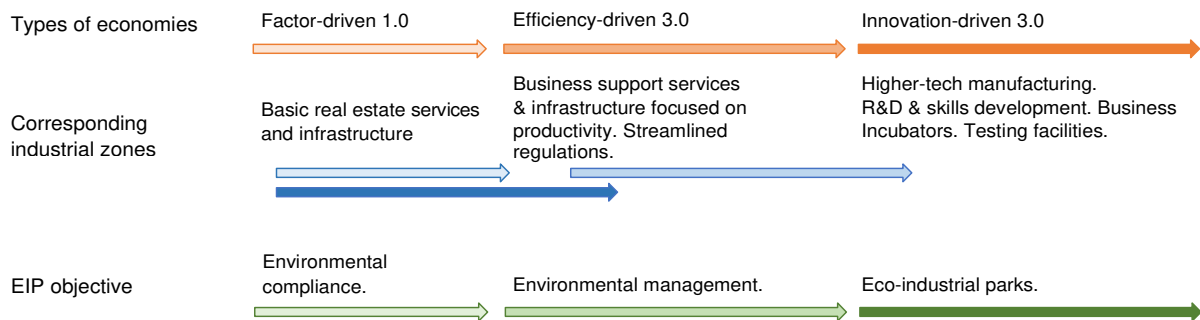 Types of economies
Factor-driven 1.0
Efficiency-driven 3.0
Innovation-driven 3.0
Corresponding
industrial zones
Basic real estate services
and infrastructure
Business support services
& infrastructure focused on
productivity. Streamlined
regulations.
Higher-tech manufacturing.
R&D & skills development. Business
Incubators. Testing facilities.
EIP objective
Environmental
compliance.
Environmental management.
Eco-industrial parks.